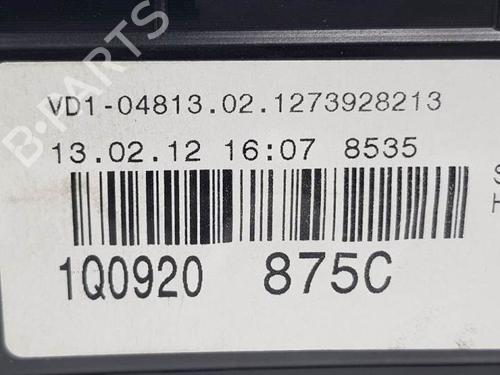 B-PARTS
VD1-04813.02.1273928213
13.02.12 16:07 8535
S
H
1Q0920 875C